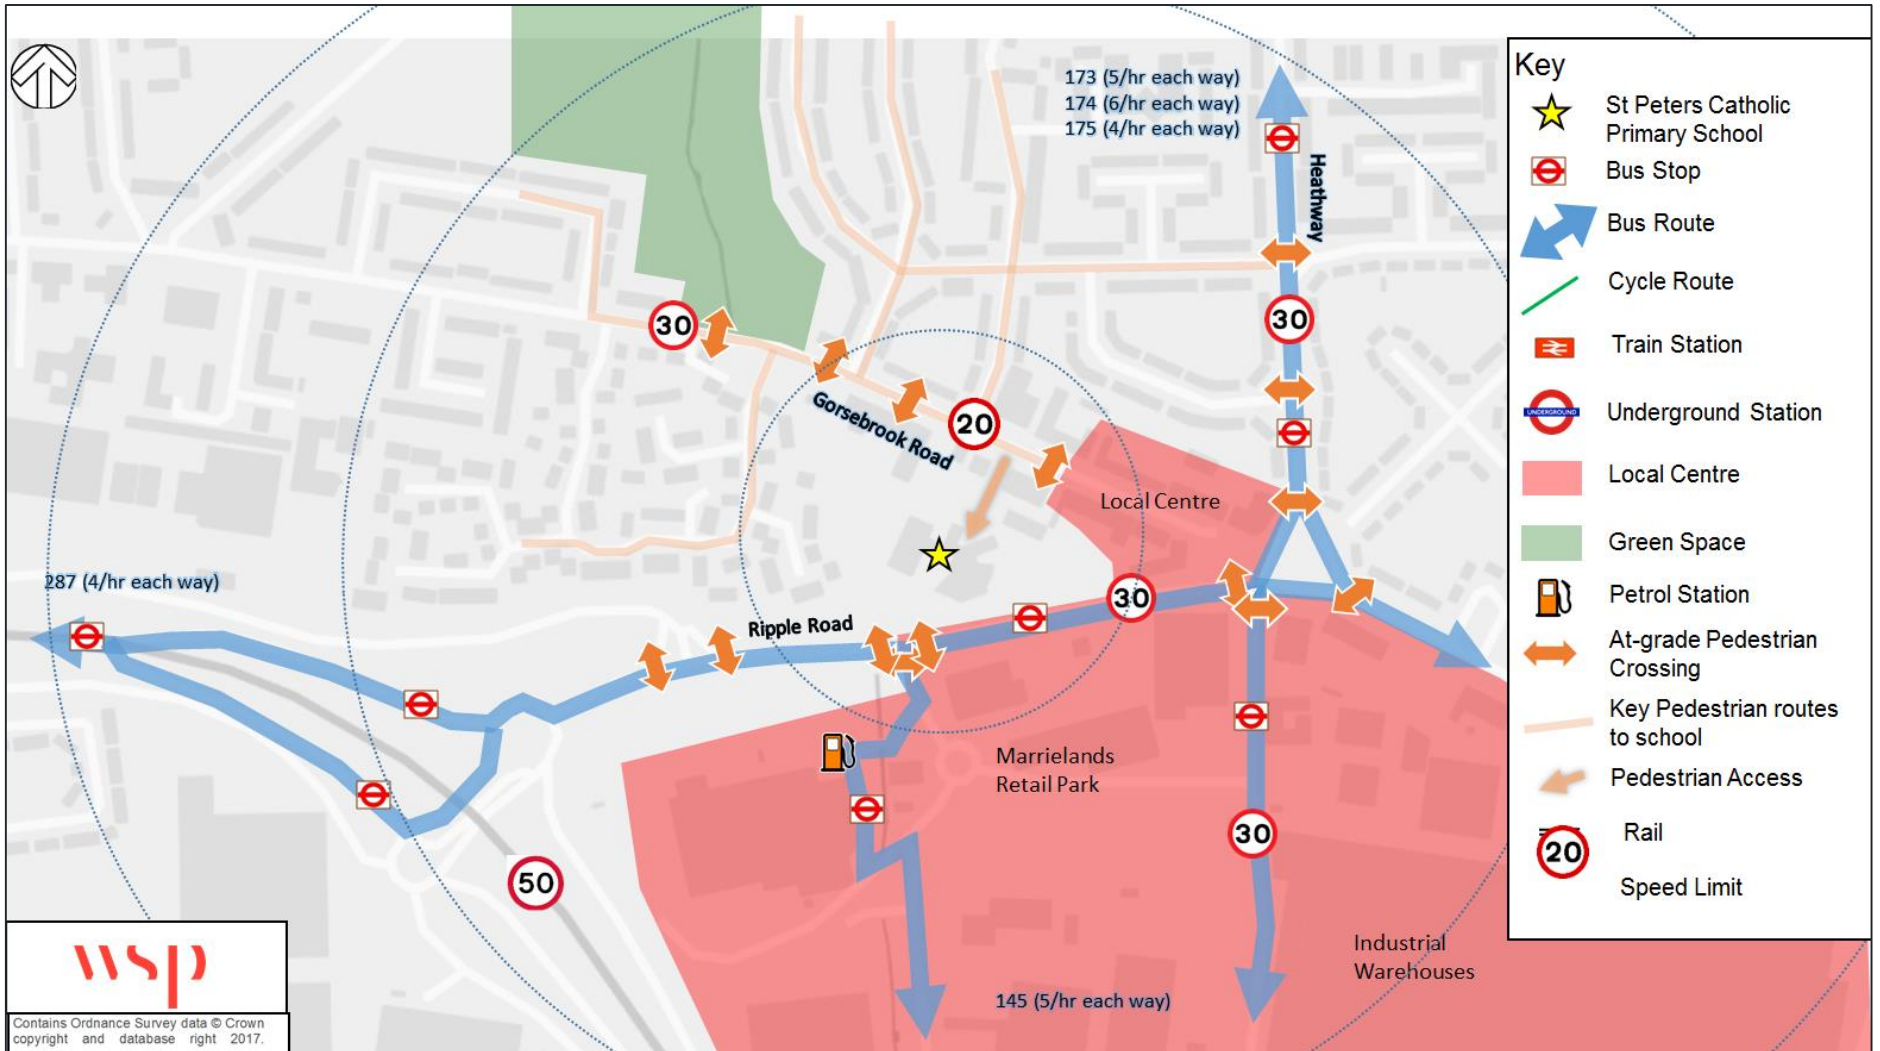 173 (5/hr each way)
174 (6/hr each way)
175 (4/hr each way)
Heathway
30
30
20
Gorsebrook Road
Local Centre
287 (4/hr each way)
30
Ripple Road
Marrielands
Retail Park
30
50
Industrial
Warehouses
145 (5/hr each way)
Key
St Peters Catholic
Primary School
Bus Stop
Bus Route
Cycle Route
Train Station
UNDERGROUND
Underground Station
Local Centre
Green Space
Petrol Station
At-grade Pedestrian
Crossing
Key Pedestrian routes
to school
Pedestrian Access
Rail
20
Speed Limit
wsp
Contains Ordnance Survey data © Crown
copyright and database right 2017.